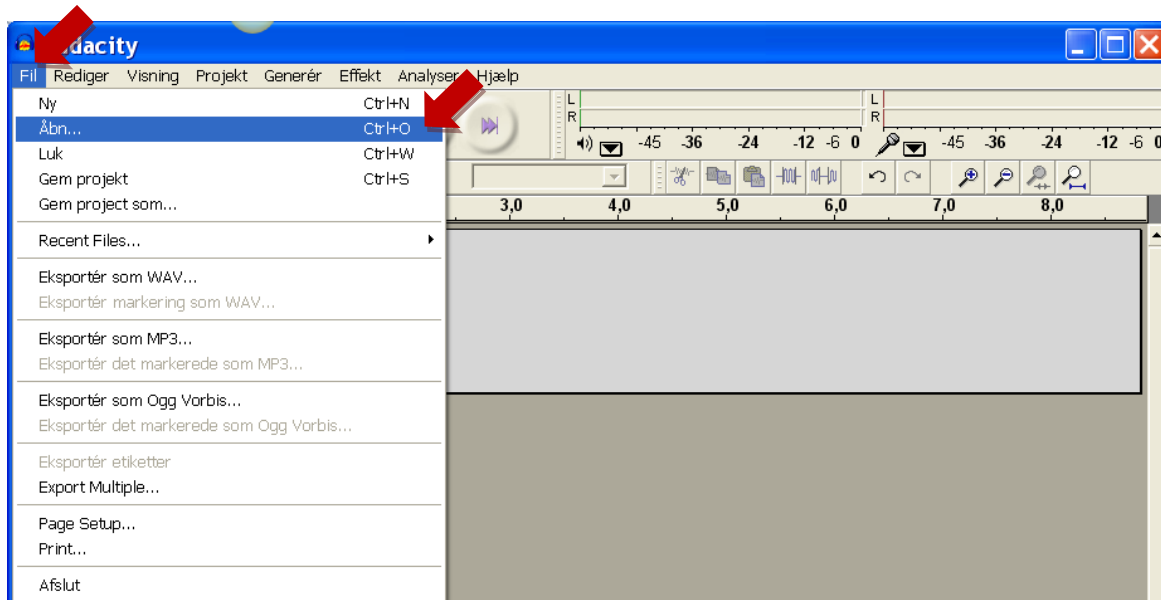 dacity
Fil Rediger Visning Projekt Generér Effekt Analyser Hjælp
Ny Ctrl+N
Åbn... Ctrl+O
Luk Ctrl+W
Gem projekt Ctrl+S
Gem project som...
Recent Files...
Eksportér som WAV...
Eksportér markering som WAV...
Eksportér som MP3...
Eksportér det markerede som MP3...
Eksportér som Ogg Vorbis...
Eksportér det markerede som Ogg Vorbis...
Eksportér etiketter
Export Multiple...
Page Setup...
Print...
Afslut
L L
R R
-45 -36 -24 -12 -6 0 -45 -36 -24 -12 -6 0
3,0 4,0 5,0 6,0 7,0 8,0